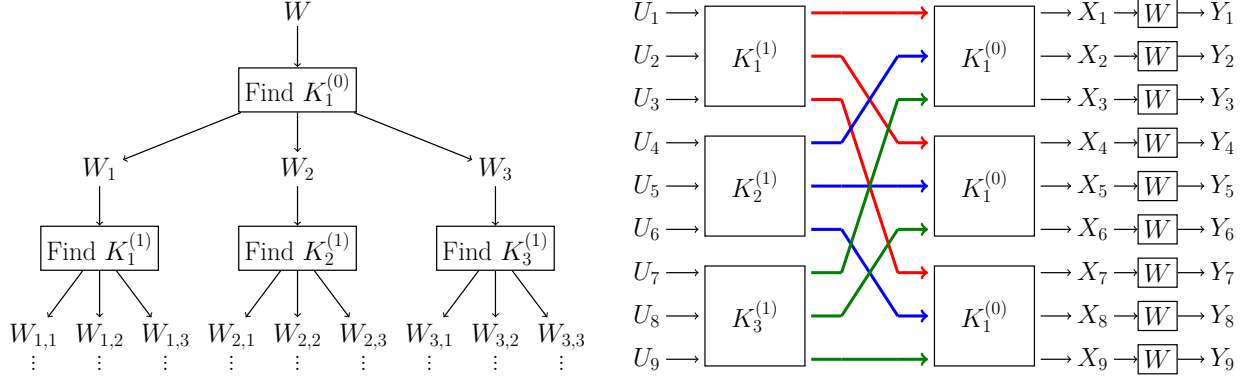 W
Find K_1^{(0)}
W_1 W_2 W_3
Find K_1^{(1)} Find K_2^{(1)} Find K_3^{(1)}
W_{1,1} W_{1,2} W_{1,3} W_{2,1} W_{2,2} W_{2,3} W_{3,1} W_{3,2} W_{3,3}
⋮ ⋮ ⋮ ⋮ ⋮ ⋮ ⋮ ⋮ ⋮
U_1 X_1 W Y_1
U_2 K_1^{(1)} K_1^{(0)} X_2 W Y_2
U_3 X_3 W Y_3
U_4 X_4 W Y_4
U_5 K_2^{(1)} K_1^{(0)} X_5 W Y_5
U_6 X_6 W Y_6
U_7 X_7 W Y_7
U_8 K_3^{(1)} K_1^{(0)} X_8 W Y_8
U_9 X_9 W Y_9